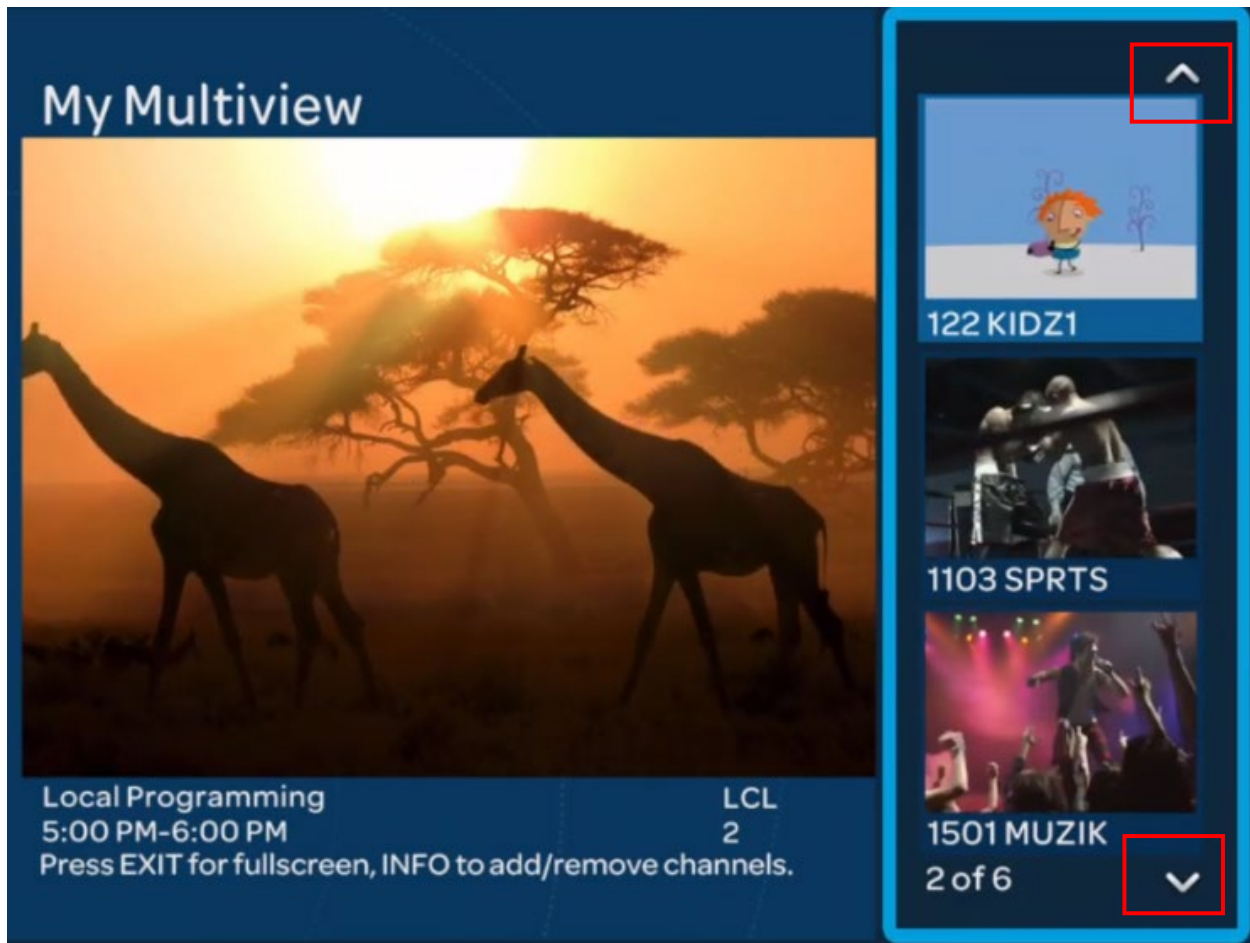 My Multiview
Local Programming LCL
5:00 PM-6:00 PM 2
Press EXIT for fullscreen, INFO to add/remove channels.
122 KIDZ1
1103 SPRTS
1501 MUZIK
2 of 6